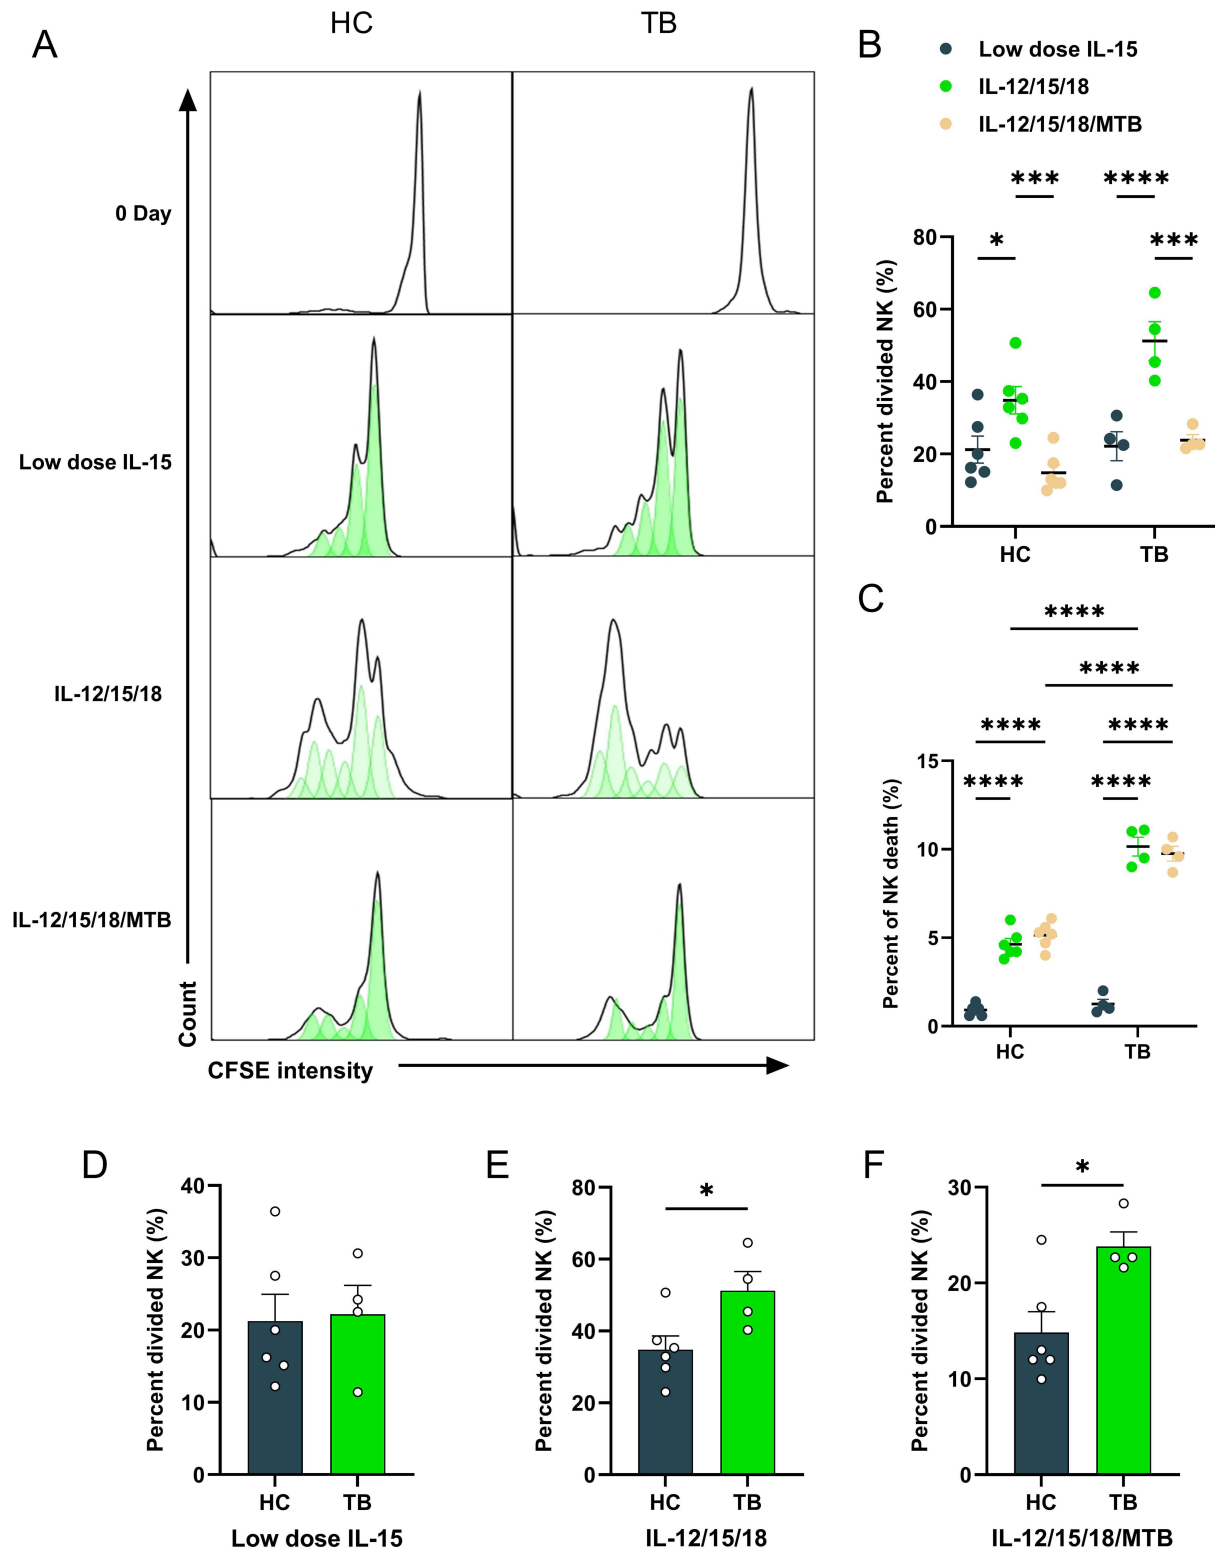 A
HC
TB
0 Day
Low dose IL-15
IL-12/15/18
IL-12/15/18/MTB
Count
CFSE intensity
B
Low dose IL-15
IL-12/15/18
IL-12/15/18/MTB
*** ****
* ***
Percent divided NK (%)
80
60
40
20
0
HC TB
C
****
****
**** ****
**** ****
Percent of NK death (%)
15
10
5
0
HC TB
D
Percent divided NK (%)
40
30
20
10
0
HC TB
Low dose IL-15
E
*
Percent divided NK (%)
80
60
40
20
0
HC TB
IL-12/15/18
F
*
Percent divided NK (%)
30
20
10
0
HC TB
IL-12/15/18/MTB